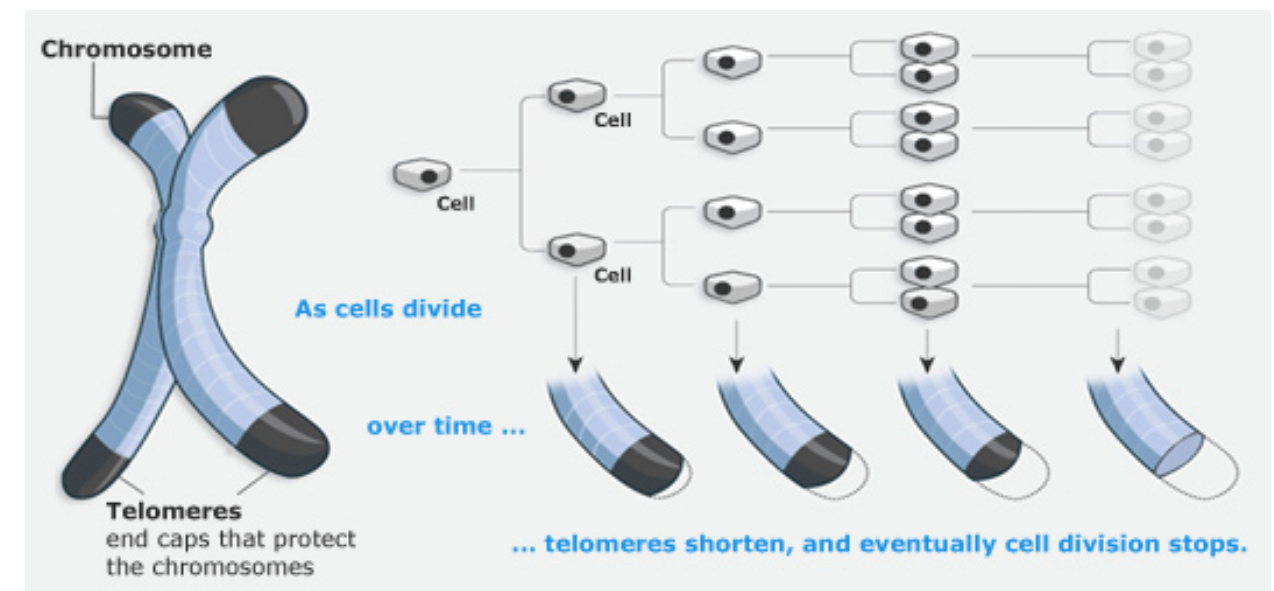 Chromosome
Cell
Cell
Cell
As cells divide
over time ...
Telomeres
end caps that protect
the chromosomes
... telomeres shorten, and eventually cell division stops.